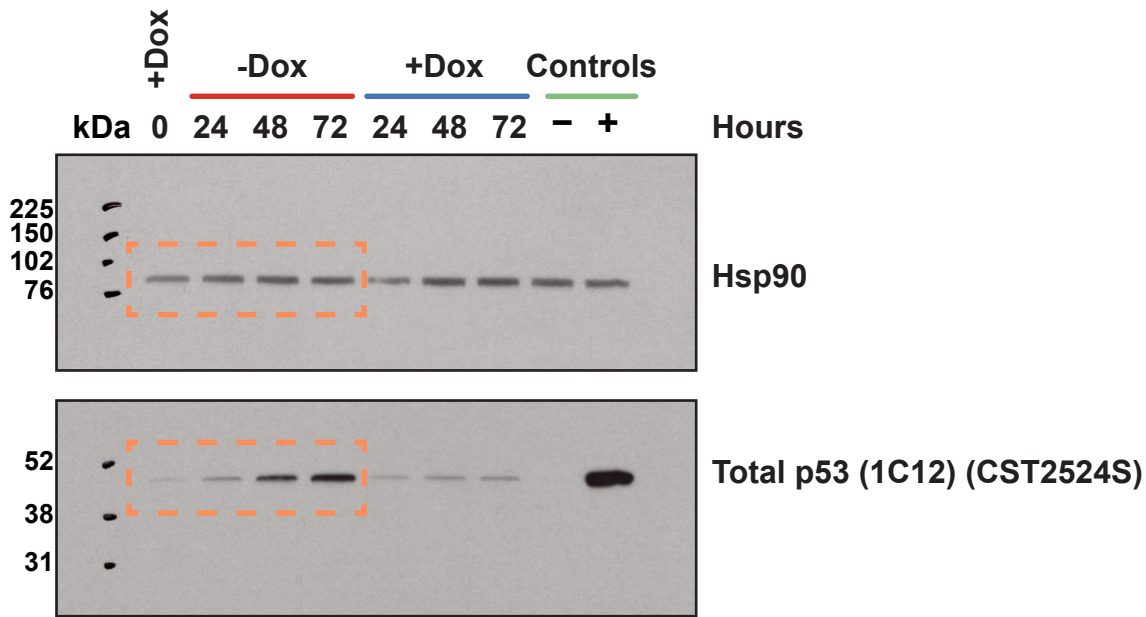 +Dox
-Dox +Dox Controls
kDa 0 24 48 72 24 48 72 − + Hours
225
150
102
76
Hsp90
52
38
31
Total p53 (1C12) (CST2524S)